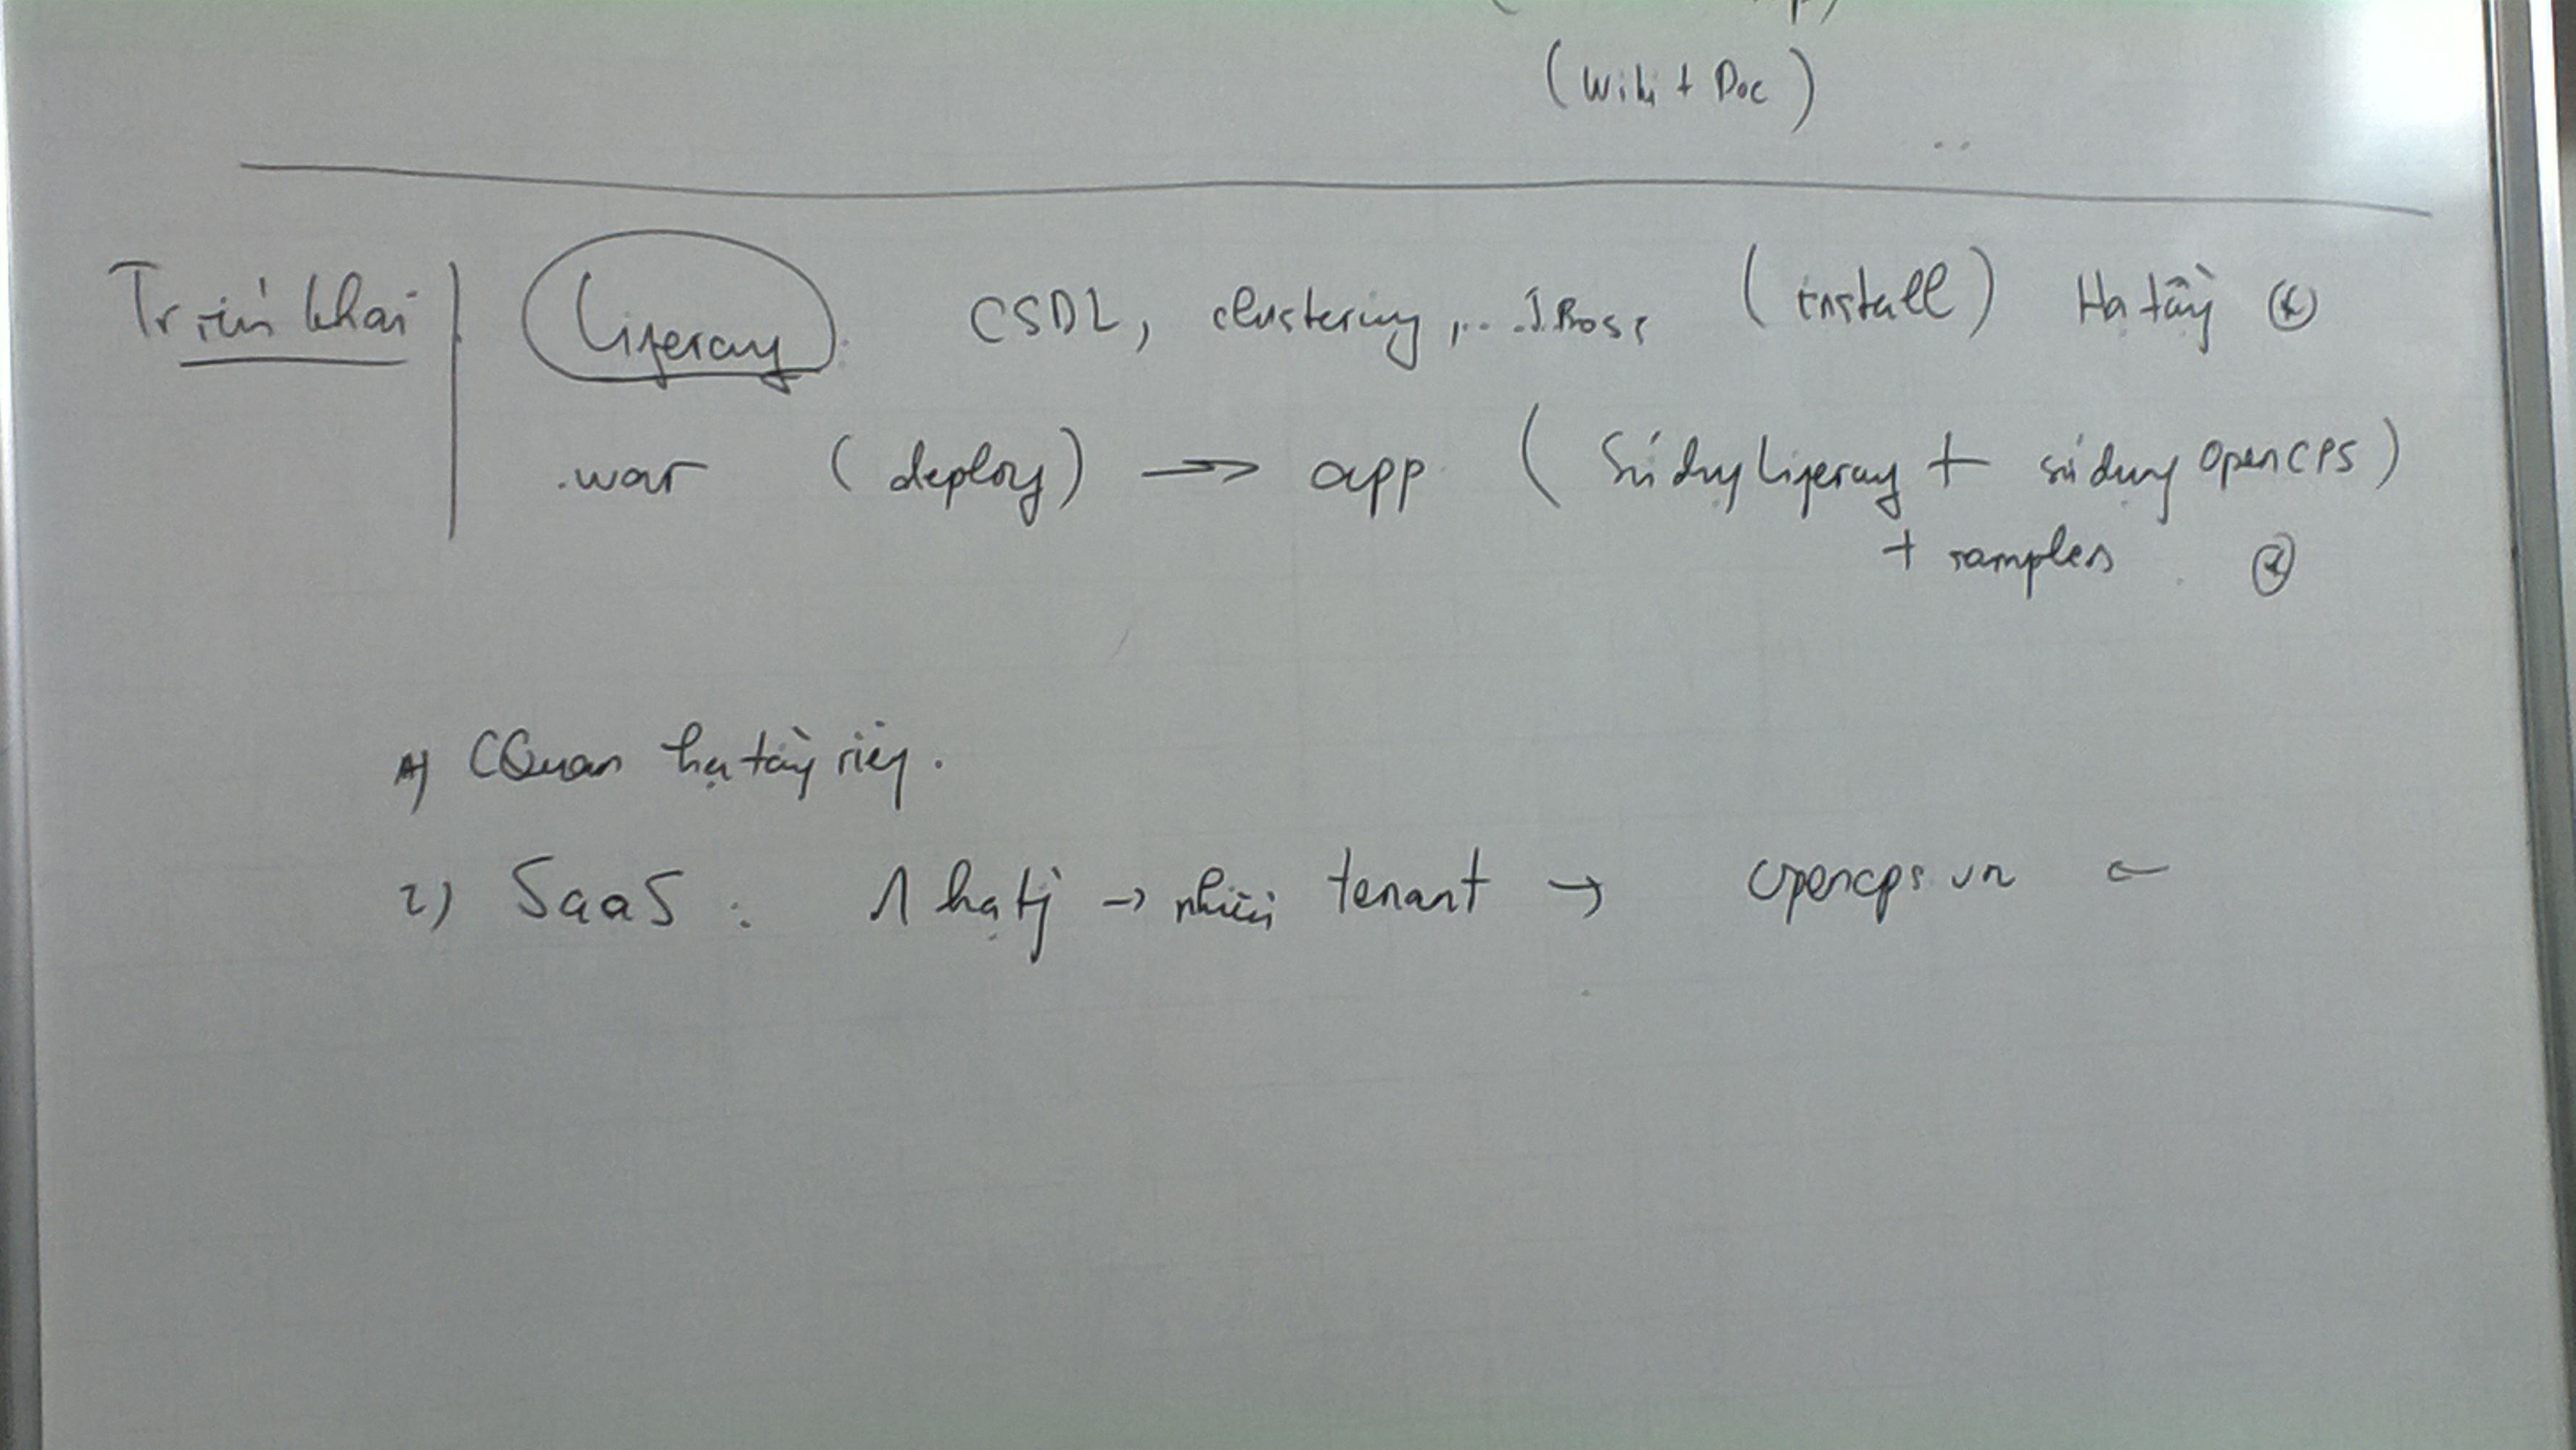 (Wiki + Doc)
Triển khai Liferay : CSDL, clustering, ... JBoss (install) Hạ tầng
.war (deploy) → app (Sử dụng Liferay + sử dụng OpenCPS)
+ samples
1) CQuan hạ tầng riêng.
2) SaaS : 1 hạ tầng → nhiều tenant → opencps.vn ←